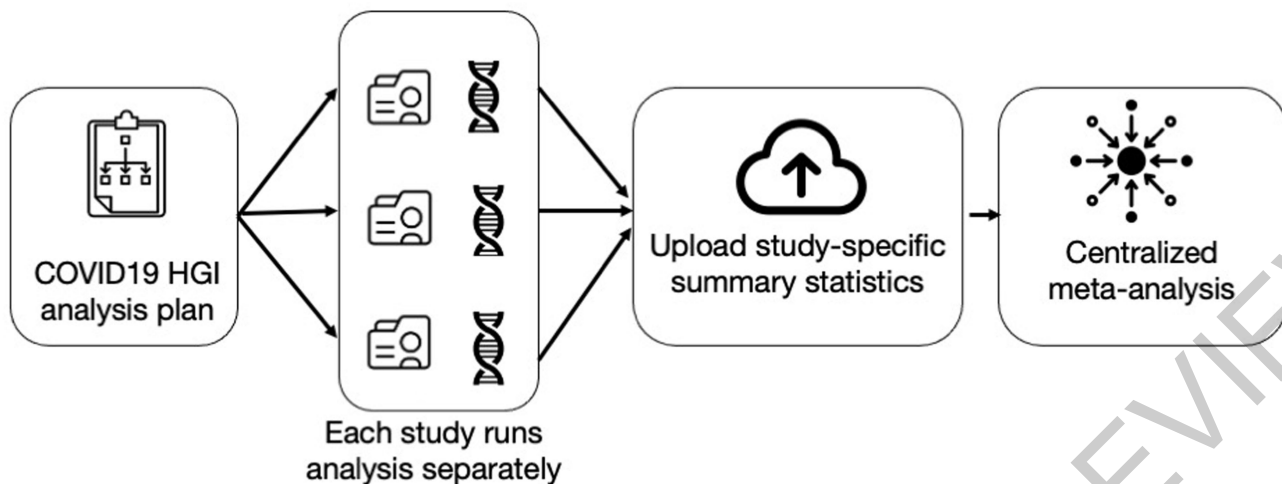 COVID19 HGI
analysis plan
Each study runs
analysis separately
Upload study-specific
summary statistics
Centralized
meta-analysis